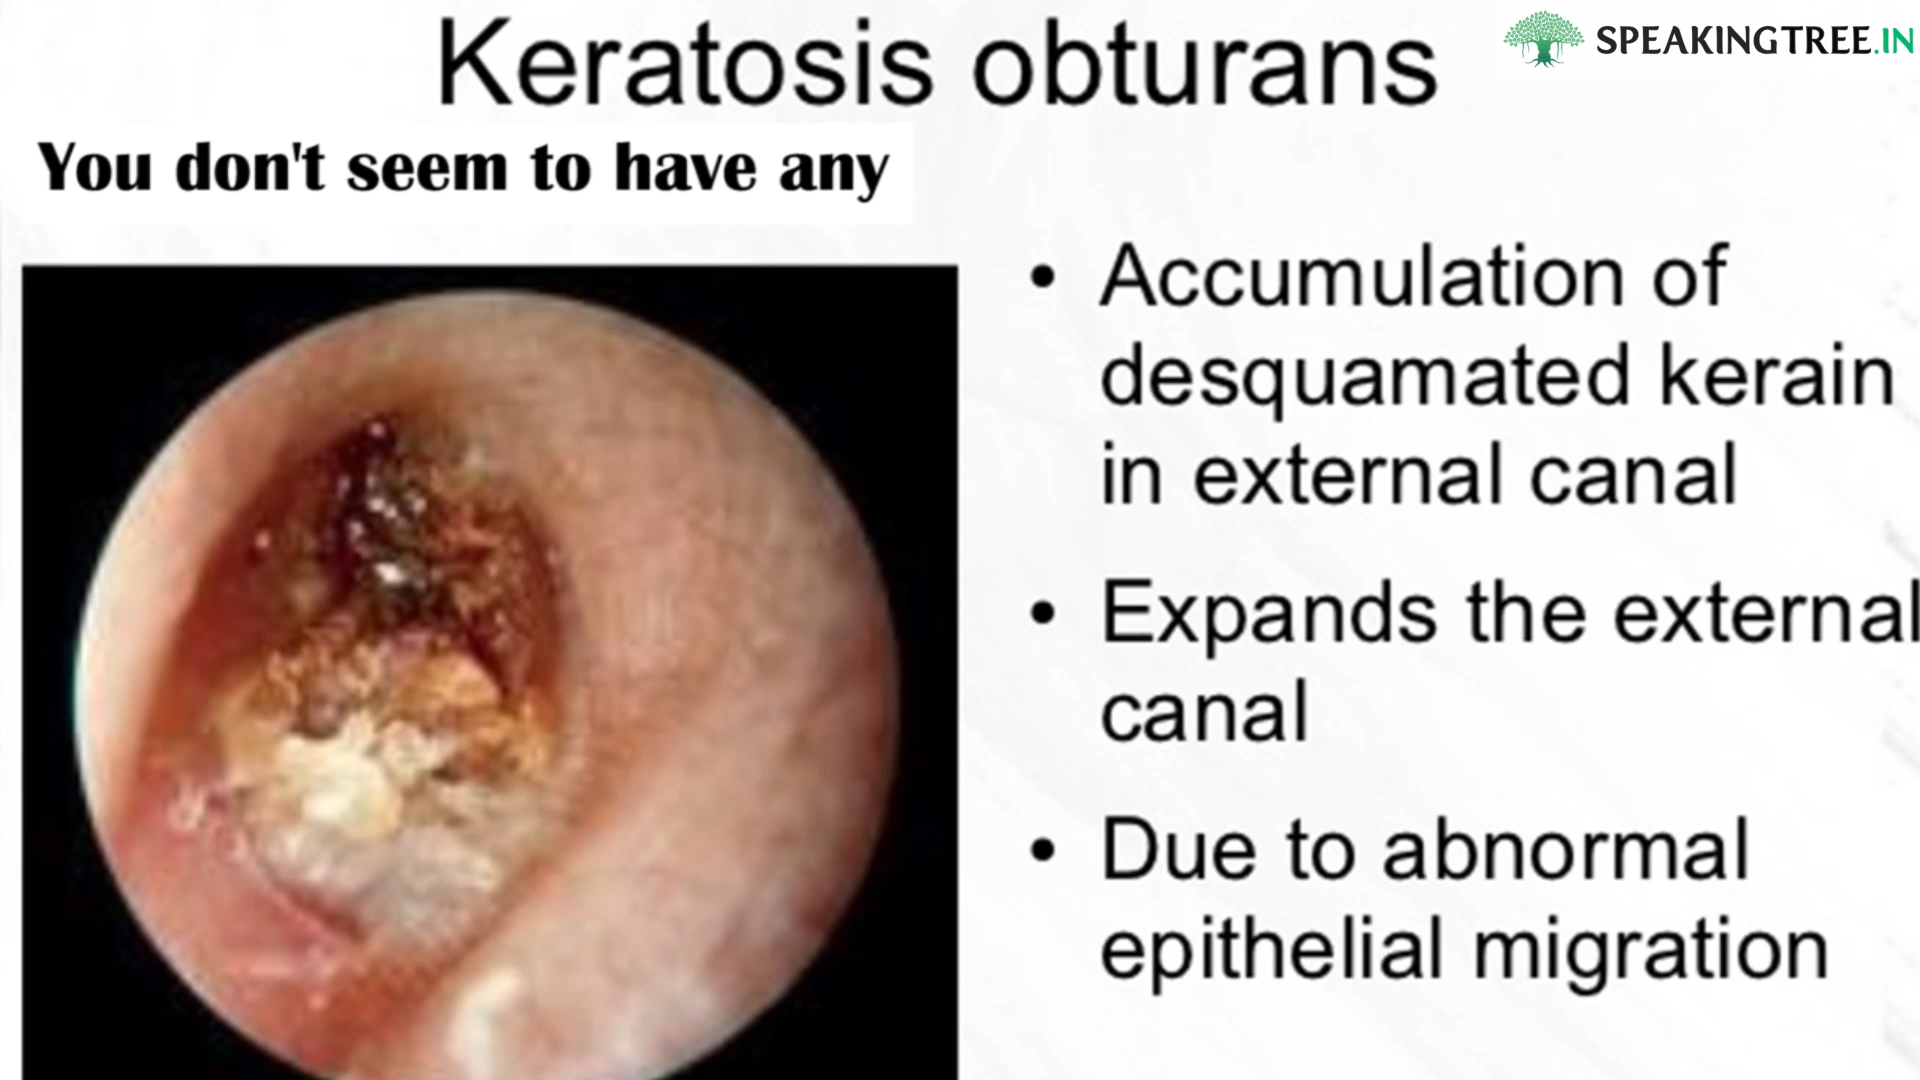 Keratosis obturans
SPEAKINGTREE.IN
You don't seem to have any
• Accumulation of
desquamated kerain
in external canal
• Expands the external
canal
• Due to abnormal
epithelial migration